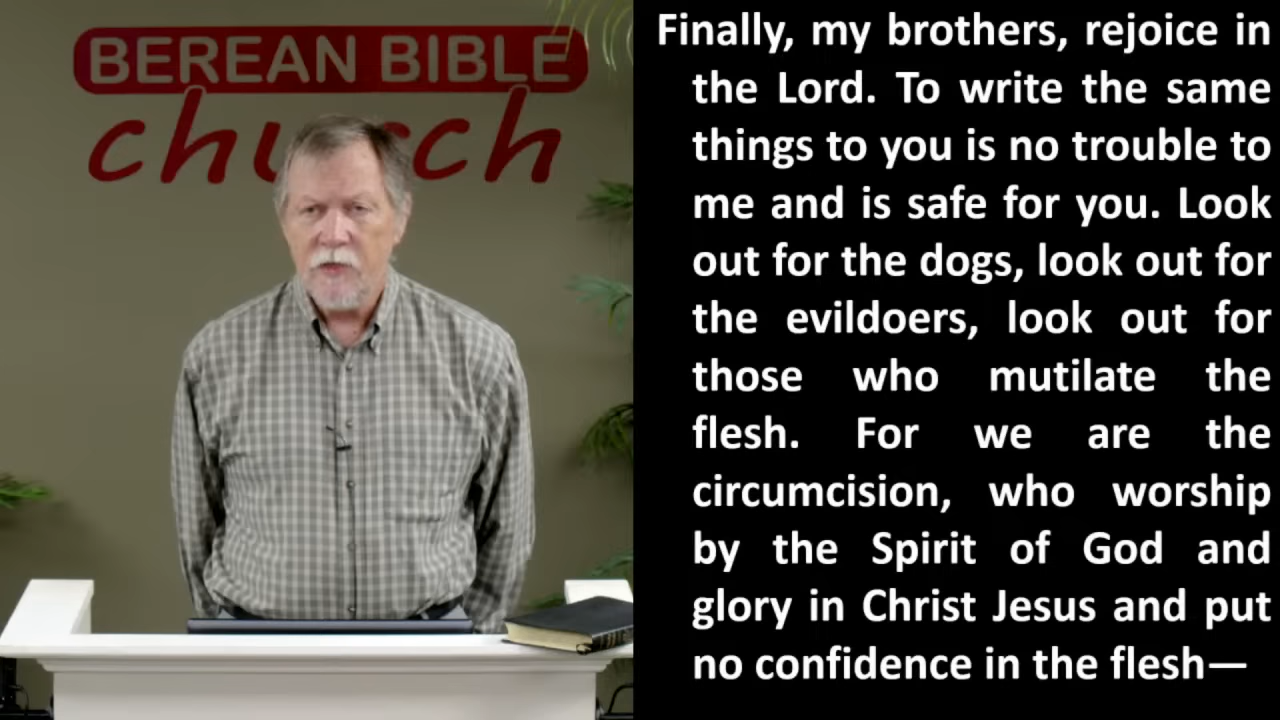 BEREAN BIBLE
church
Finally, my brothers, rejoice in
the Lord. To write the same
things to you is no trouble to
me and is safe for you. Look
out for the dogs, look out for
the evildoers, look out for
those who mutilate the
flesh. For we are the
circumcision, who worship
by the Spirit of God and
glory in Christ Jesus and put
no confidence in the flesh—